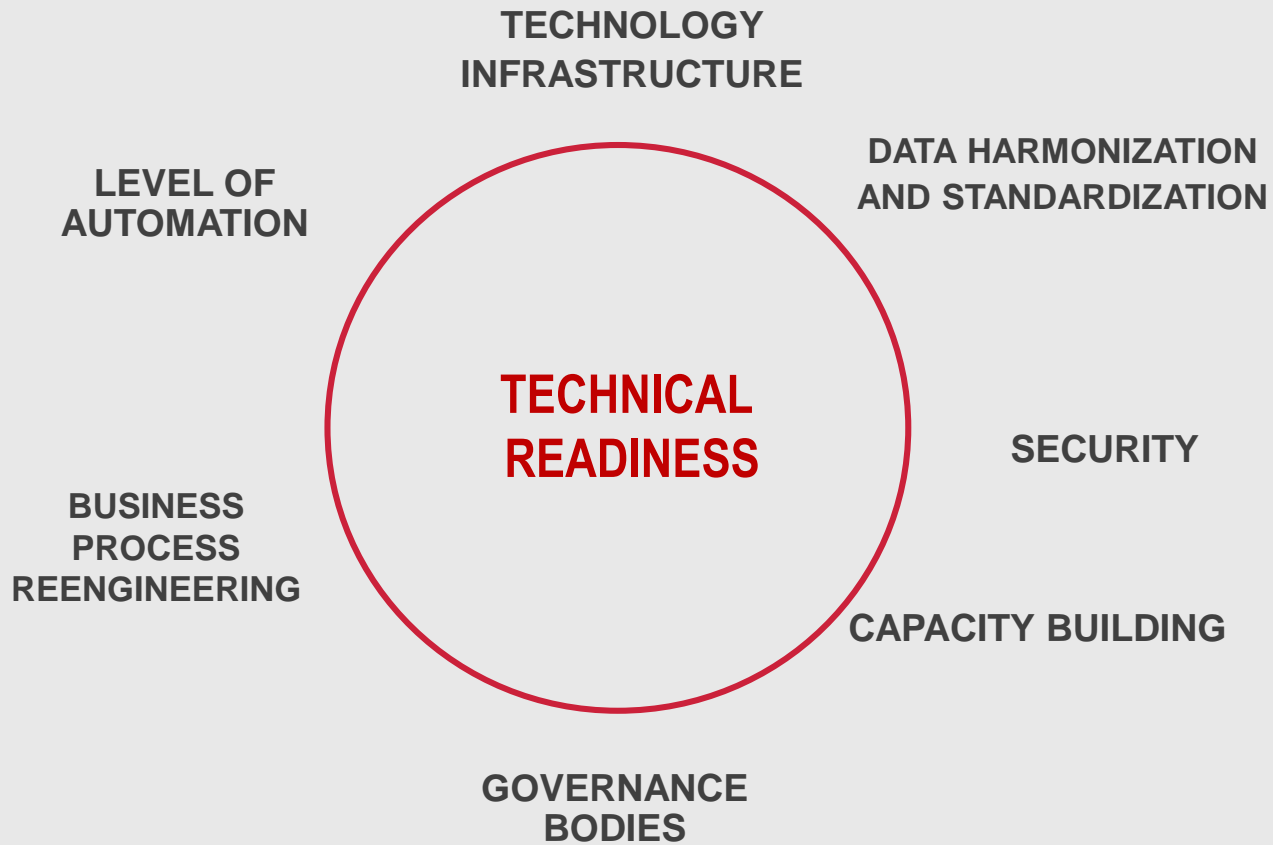 TECHNOLOGY
INFRASTRUCTURE
DATA HARMONIZATION
AND STANDARDIZATION
LEVEL OF
AUTOMATION
TECHNICAL
READINESS
SECURITY
BUSINESS
PROCESS
REENGINEERING
CAPACITY BUILDING
GOVERNANCE
BODIES